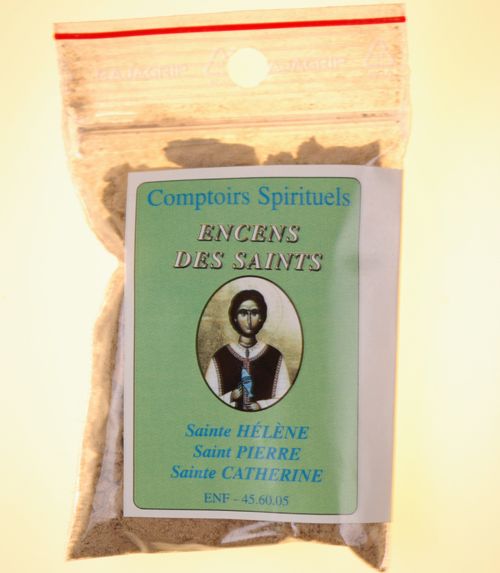 Comptoirs Spirituels
ENCENS
DES SAINTS
Sainte HÉLÈNE
Saint PIERRE
Sainte CATHERINE
ENF - 45.60.05